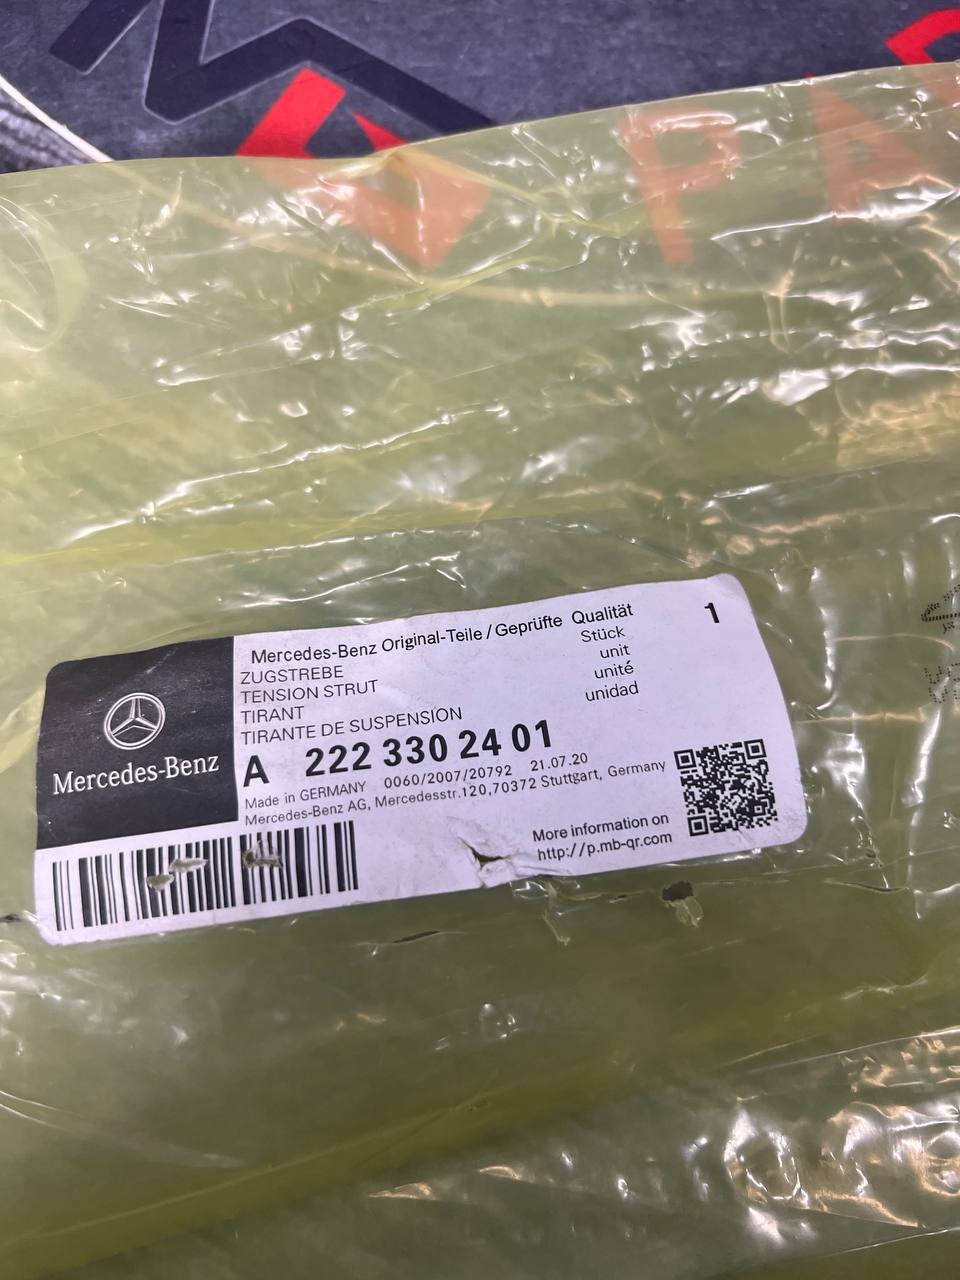 PA
Mercedes-Benz Original-Teile / Geprüfte Qualität
1
ZUGSTREBE
Stück
TENSION STRUT
unit
TIRANT
unité
TIRANTE DE SUSPENSION
unidad
A 222 330 24 01
Made in GERMANY 0060/2007/20792 21.07.20
Mercedes-Benz AG, Mercedesstr.120,70372 Stuttgart, Germany
Mercedes-Benz
More information on
http://p.mb-qr.com